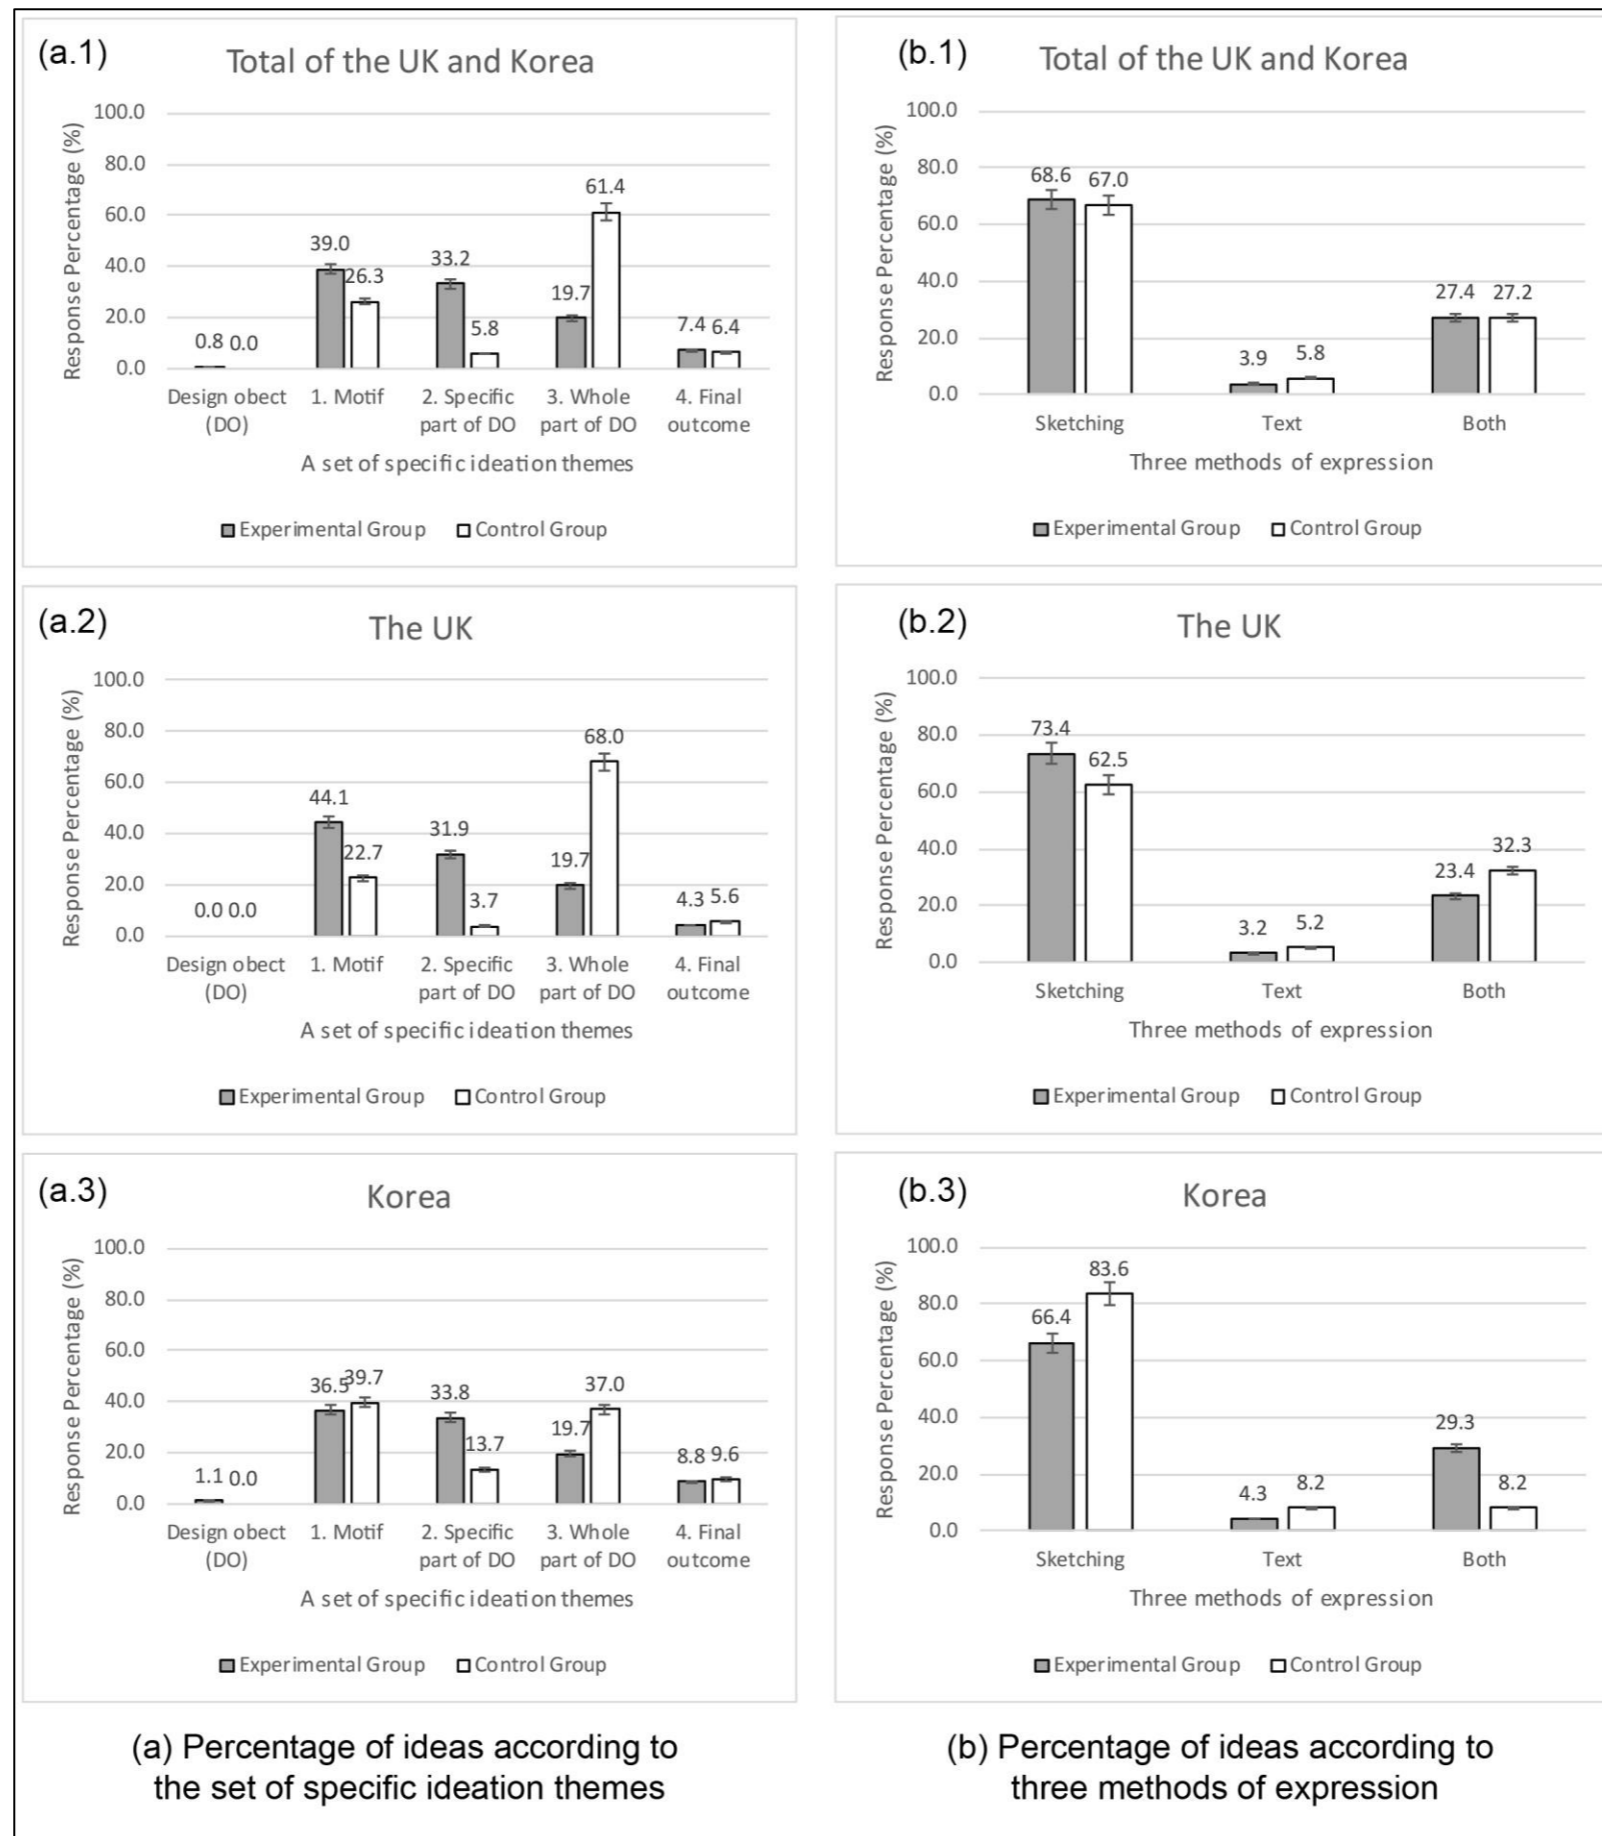 (a.1)
Total of the UK and Korea
Response Percentage (%)
100.0
80.0
60.0
40.0
20.0
0.0
0.8 0.0
39.0
26.3
33.2
5.8
19.7
61.4
7.4 6.4
Design obect 1. Motif 2. Specific 3. Whole 4. Final
(DO) part of DO part of DO outcome
A set of specific ideation themes
Experimental Group Control Group
(b.1)
Total of the UK and Korea
Response Percentage (%)
100.0
80.0
60.0
40.0
20.0
0.0
68.6 67.0
3.9 5.8
27.4 27.2
Sketching Text Both
Three methods of expression
Experimental Group Control Group
(a.2)
The UK
Response Percentage (%)
100.0
80.0
60.0
40.0
20.0
0.0
0.0 0.0
44.1
22.7
31.9
3.7
19.7
68.0
4.3 5.6
Design obect 1. Motif 2. Specific 3. Whole 4. Final
(DO) part of DO part of DO outcome
A set of specific ideation themes
Experimental Group Control Group
(b.2)
The UK
Response Percentage (%)
100.0
80.0
60.0
40.0
20.0
0.0
73.4
62.5
3.2 5.2
23.4
32.3
Sketching Text Both
Three methods of expression
Experimental Group Control Group
(a.3)
Korea
Response Percentage (%)
100.0
80.0
60.0
40.0
20.0
0.0
1.1 0.0
36.5 39.7
33.8
13.7
19.7
37.0
8.8 9.6
Design obect 1. Motif 2. Specific 3. Whole 4. Final
(DO) part of DO part of DO outcome
A set of specific ideation themes
Experimental Group Control Group
(b.3)
Korea
Response Percentage (%)
100.0
80.0
60.0
40.0
20.0
0.0
66.4
83.6
4.3 8.2
29.3
8.2
Sketching Text Both
Three methods of expression
Experimental Group Control Group
(a) Percentage of ideas according to
the set of specific ideation themes
(b) Percentage of ideas according to
three methods of expression